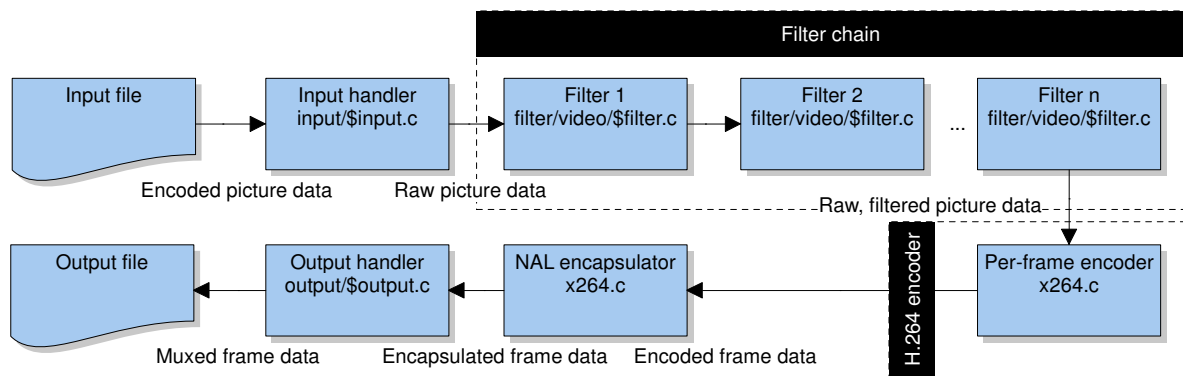 Filter chain
Input file
Input handler
input/$input.c
Filter 1
filter/video/$filter.c
Filter 2
filter/video/$filter.c
...
Filter n
filter/video/$filter.c
Encoded picture data
Raw picture data
Raw, filtered picture data
Output file
Output handler
output/$output.c
NAL encapsulator
x264.c
H.264 encoder
Per-frame encoder
x264.c
Muxed frame data
Encapsulated frame data
Encoded frame data